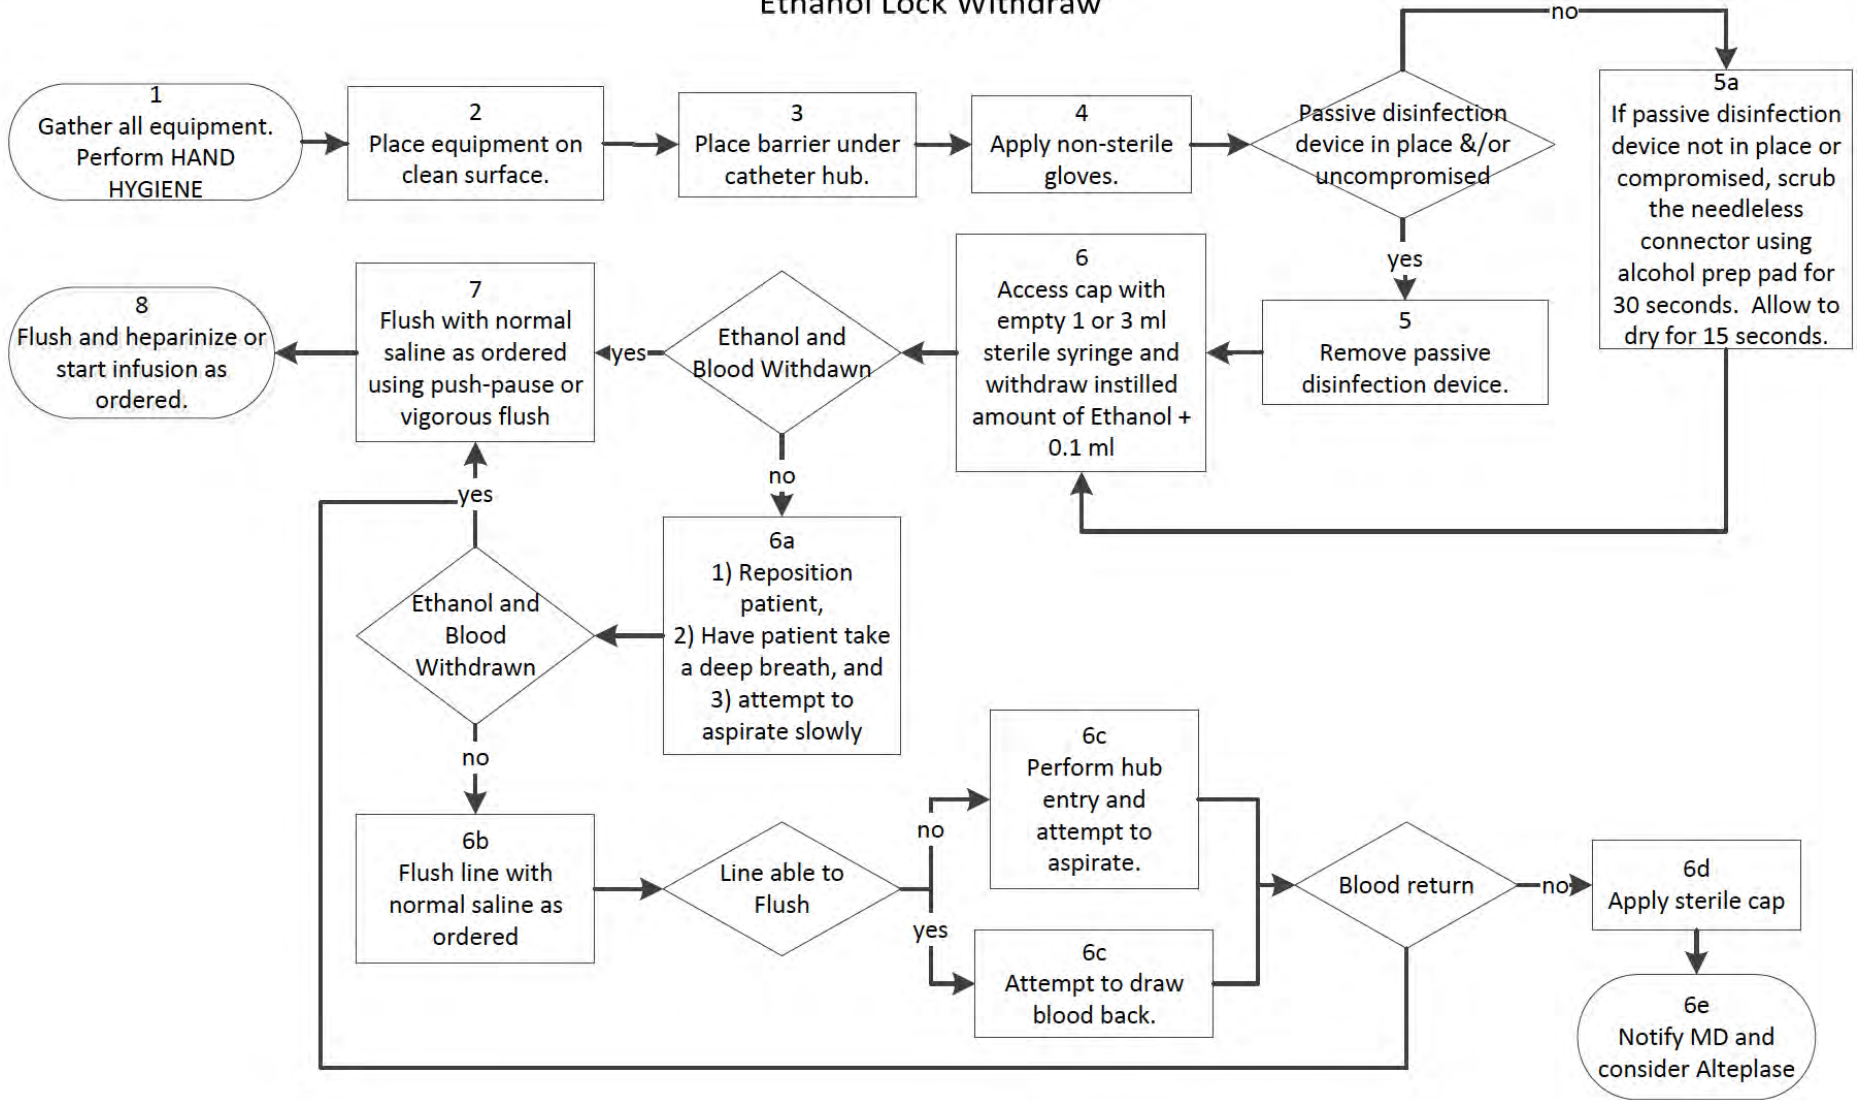 Ethanol Lock Withdraw
1
Gather all equipment.
Perform HAND
HYGIENE
2
Place equipment on
clean surface.
3
Place barrier under
catheter hub.
4
Apply non-sterile
gloves.
Passive disinfection
device in place &/or
uncompromised
no
5a
If passive disinfection
device not in place or
compromised, scrub
the needleless
connector using
alcohol prep pad for
30 seconds. Allow to
dry for 15 seconds.
yes
5
Remove passive
disinfection device.
6
Access cap with
empty 1 or 3 ml
sterile syringe and
withdraw instilled
amount of Ethanol +
0.1 ml
Ethanol and
Blood Withdawn
yes
7
Flush with normal
saline as ordered
using push-pause or
vigorous flush
8
Flush and heparinize or
start infusion as
ordered.
no
6a
1) Reposition
patient,
2) Have patient take
a deep breath, and
3) attempt to
aspirate slowly
Ethanol and
Blood
Withdrawn
yes
no
6b
Flush line with
normal saline as
ordered
Line able to
Flush
no
6c
Perform hub
entry and
attempt to
aspirate.
yes
6c
Attempt to draw
blood back.
Blood return
no
6d
Apply sterile cap
6e
Notify MD and
consider Alteplase